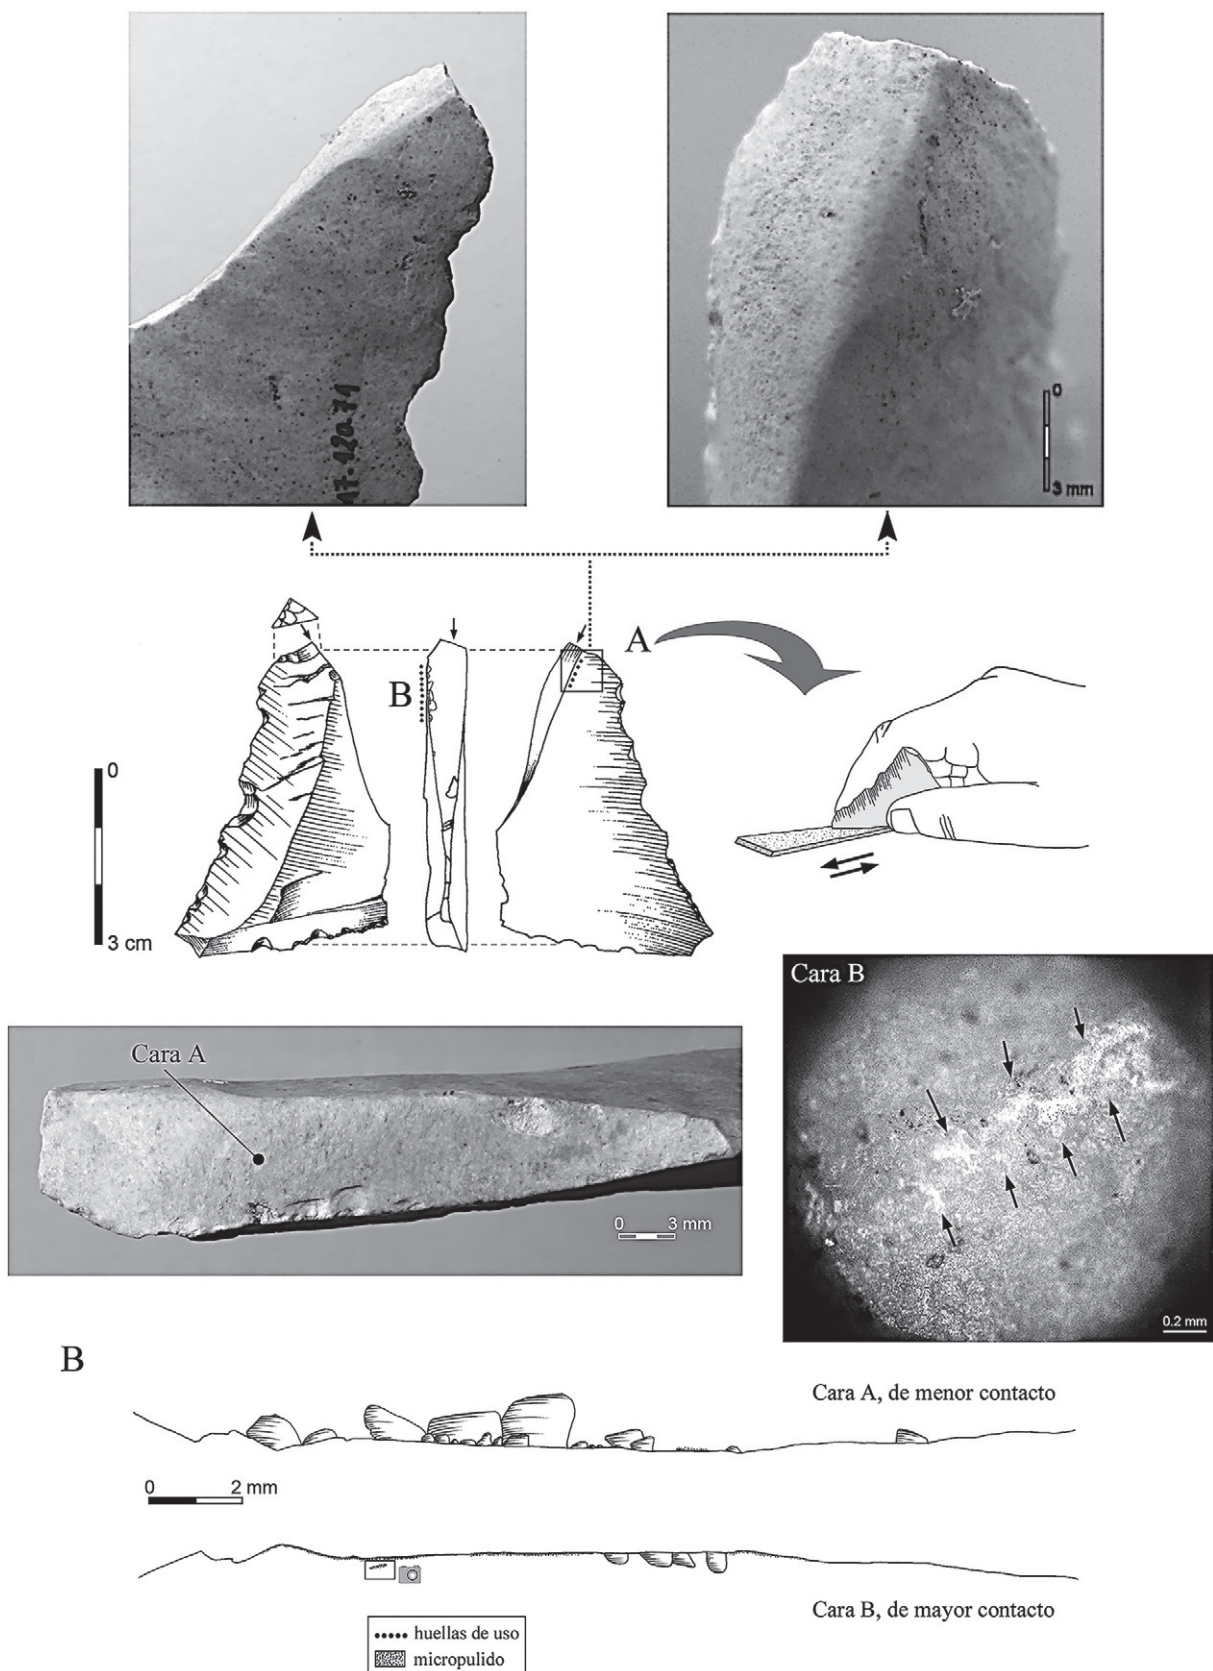 17.12a.71
0
3 mm
A
B
0
3 cm
Cara B
Cara A
0 3 mm
0.2 mm
B
Cara A, de menor contacto
0 2 mm
Cara B, de mayor contacto
huellas de uso
micropulido